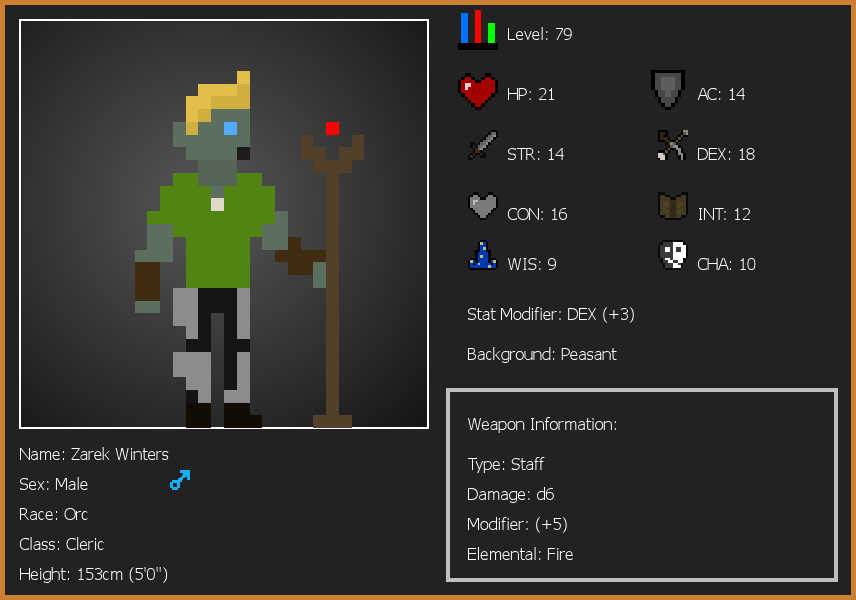 Level: 79
HP: 21
AC: 14
STR: 14
DEX: 18
CON: 16
INT: 12
WIS: 9
CHA: 10
Stat Modifier: DEX (+3)
Background: Peasant
Weapon Information:
Type: Staff
Damage: d6
Modifier: (+5)
Elemental: Fire
Name: Zarek Winters
Sex: Male
Race: Orc
Class: Cleric
Height: 153cm (5'0")